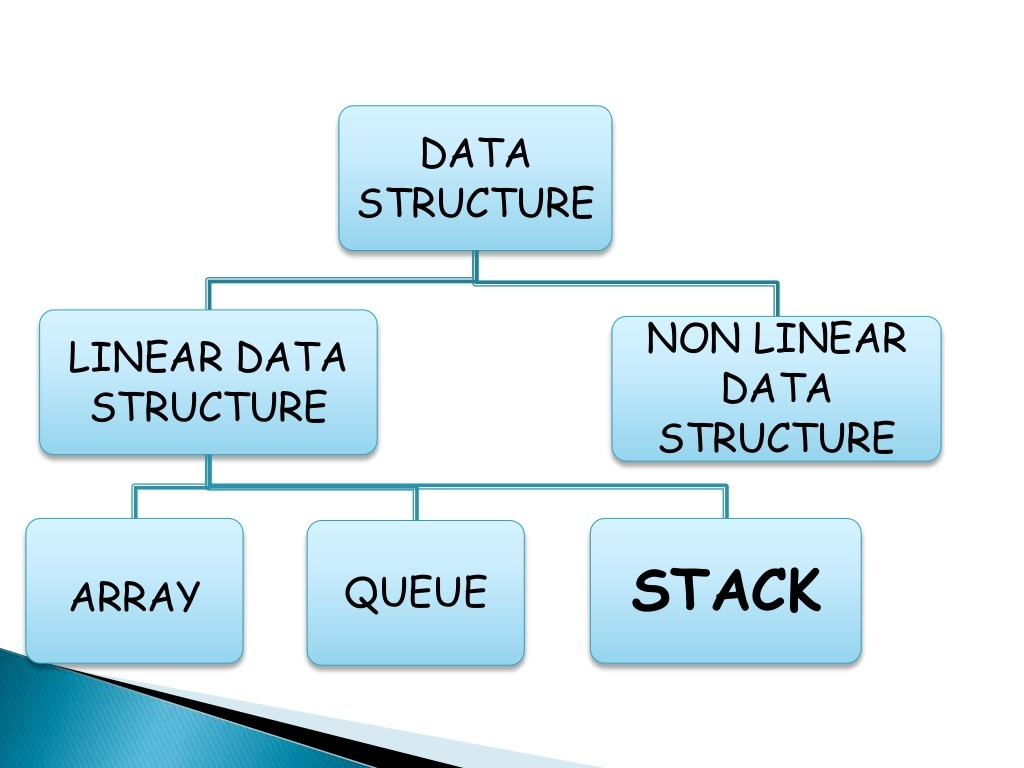 DATA
STRUCTURE
LINEAR DATA
STRUCTURE
NON LINEAR
DATA
STRUCTURE
ARRAY
QUEUE
STACK